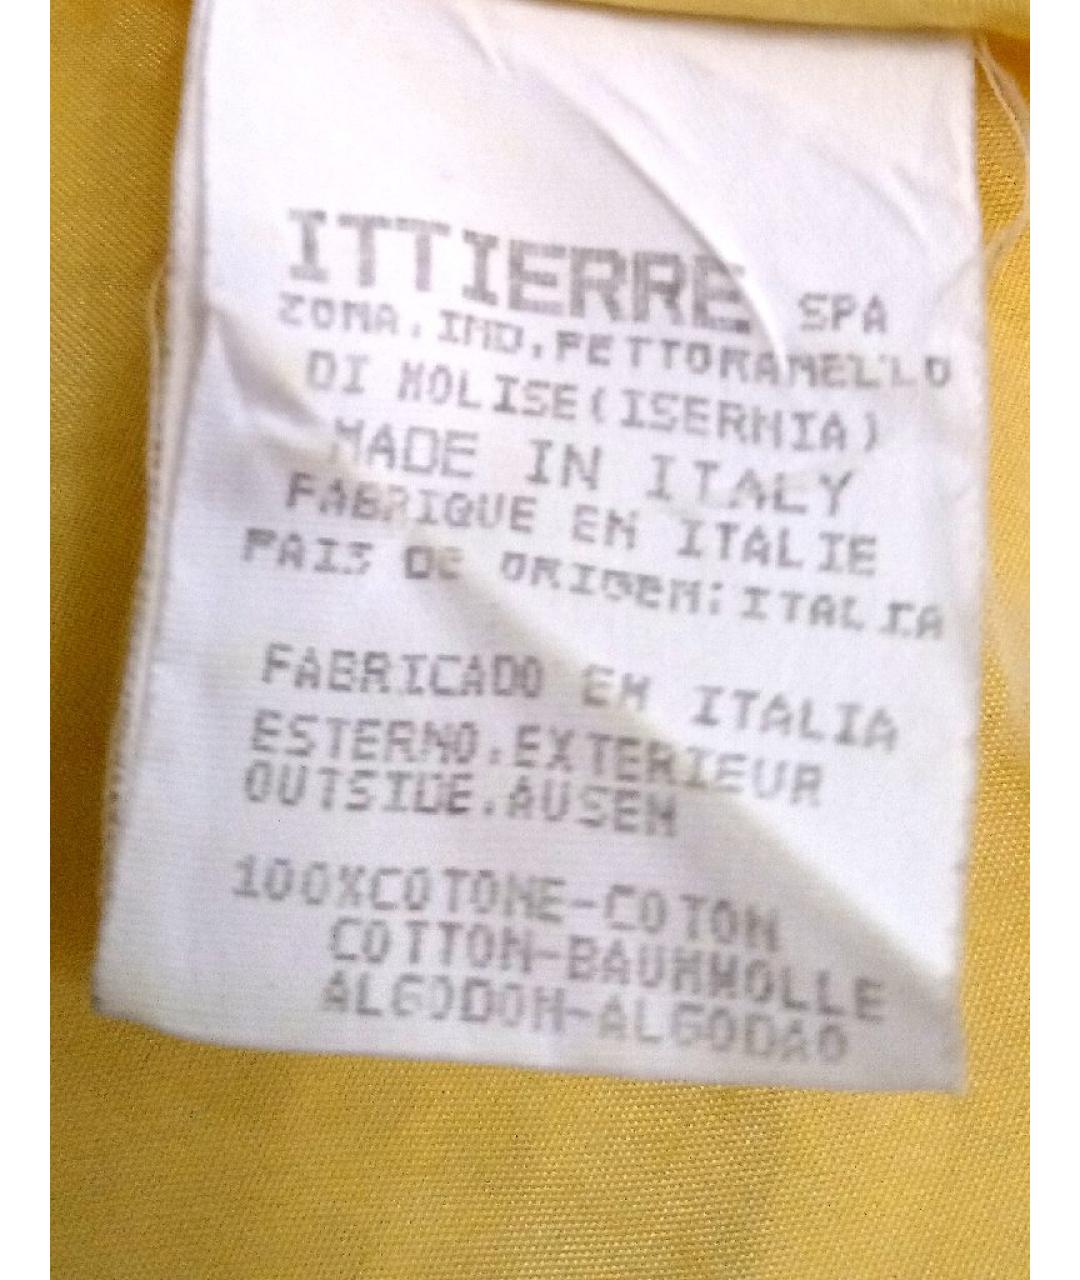 ITTIERRE SPA
ZONA.IND.PETTORANELLO
DI MOLISE(ISERNIA)
MADE IN ITALY
FABRIQUE EN ITALIE
PAIS DE ORIGEM:ITALIA
FABRICADO EM ITALIA
ESTERNO.EXTERIEUR
OUTSIDE.AUSEN
100%COTONE-COTON
COTTON-BAUMWOLLE
ALGODON-ALGODAO